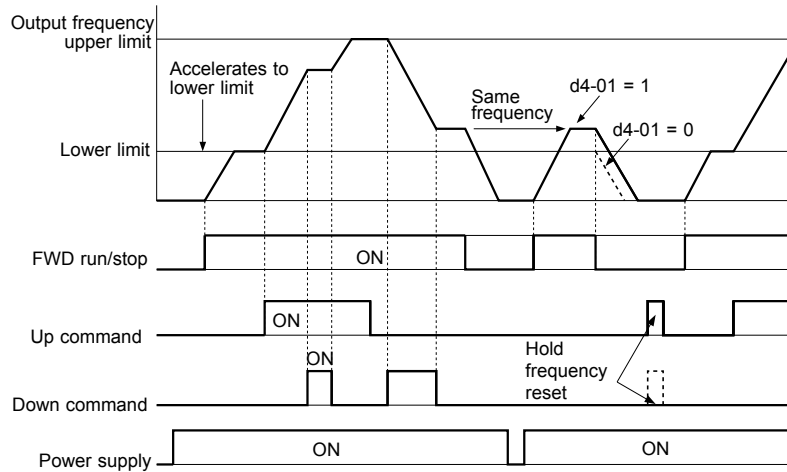 Output frequency
upper limit
Accelerates to
lower limit
Same
frequency
d4-01 = 1
d4-01 = 0
Lower limit
FWD run/stop
ON
Up command
ON
ON
Hold
frequency
reset
Down command
Power supply
ON
ON